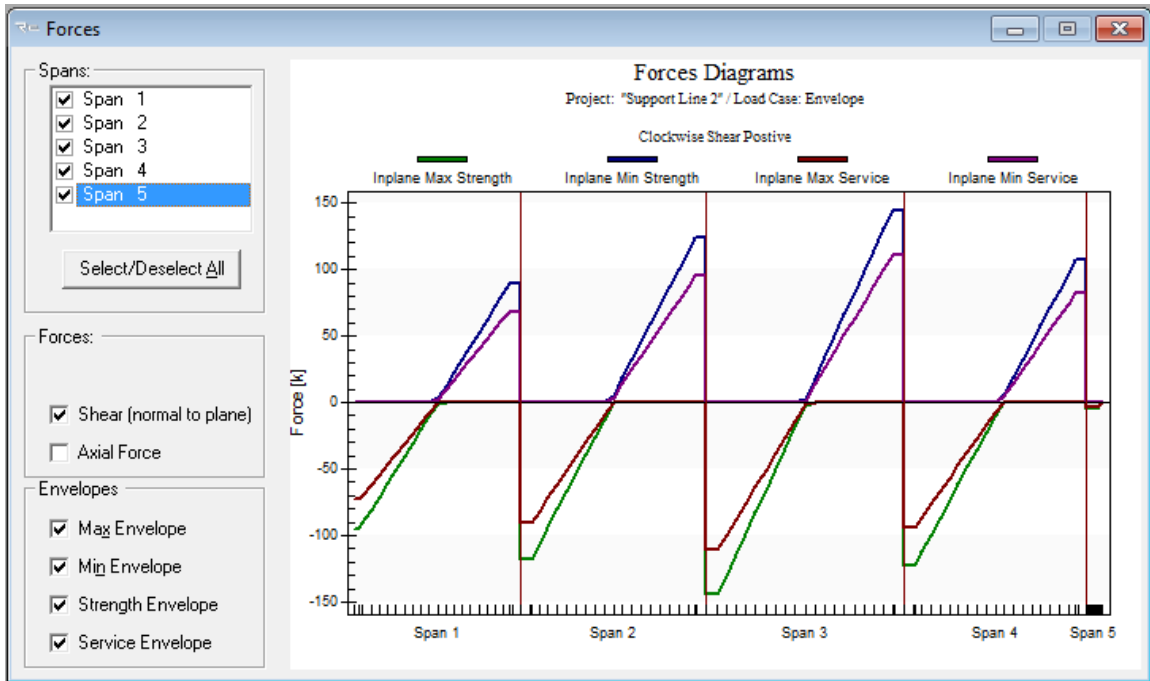 Forces
Spans:
Span 1
Span 2
Span 3
Span 4
Span 5
Select/Deselect All
Forces:
Shear (normal to plane)
Axial Force
Envelopes
Max Envelope
Min Envelope
Strength Envelope
Service Envelope
Forces Diagrams
Project: "Support Line 2" / Load Case: Envelope
Clockwise Shear Postive
Inplane Max Strength Inplane Min Strength Inplane Max Service Inplane Min Service
Force [k]
150
100
50
0
-50
-100
-150
Span 1 Span 2 Span 3 Span 4 Span 5